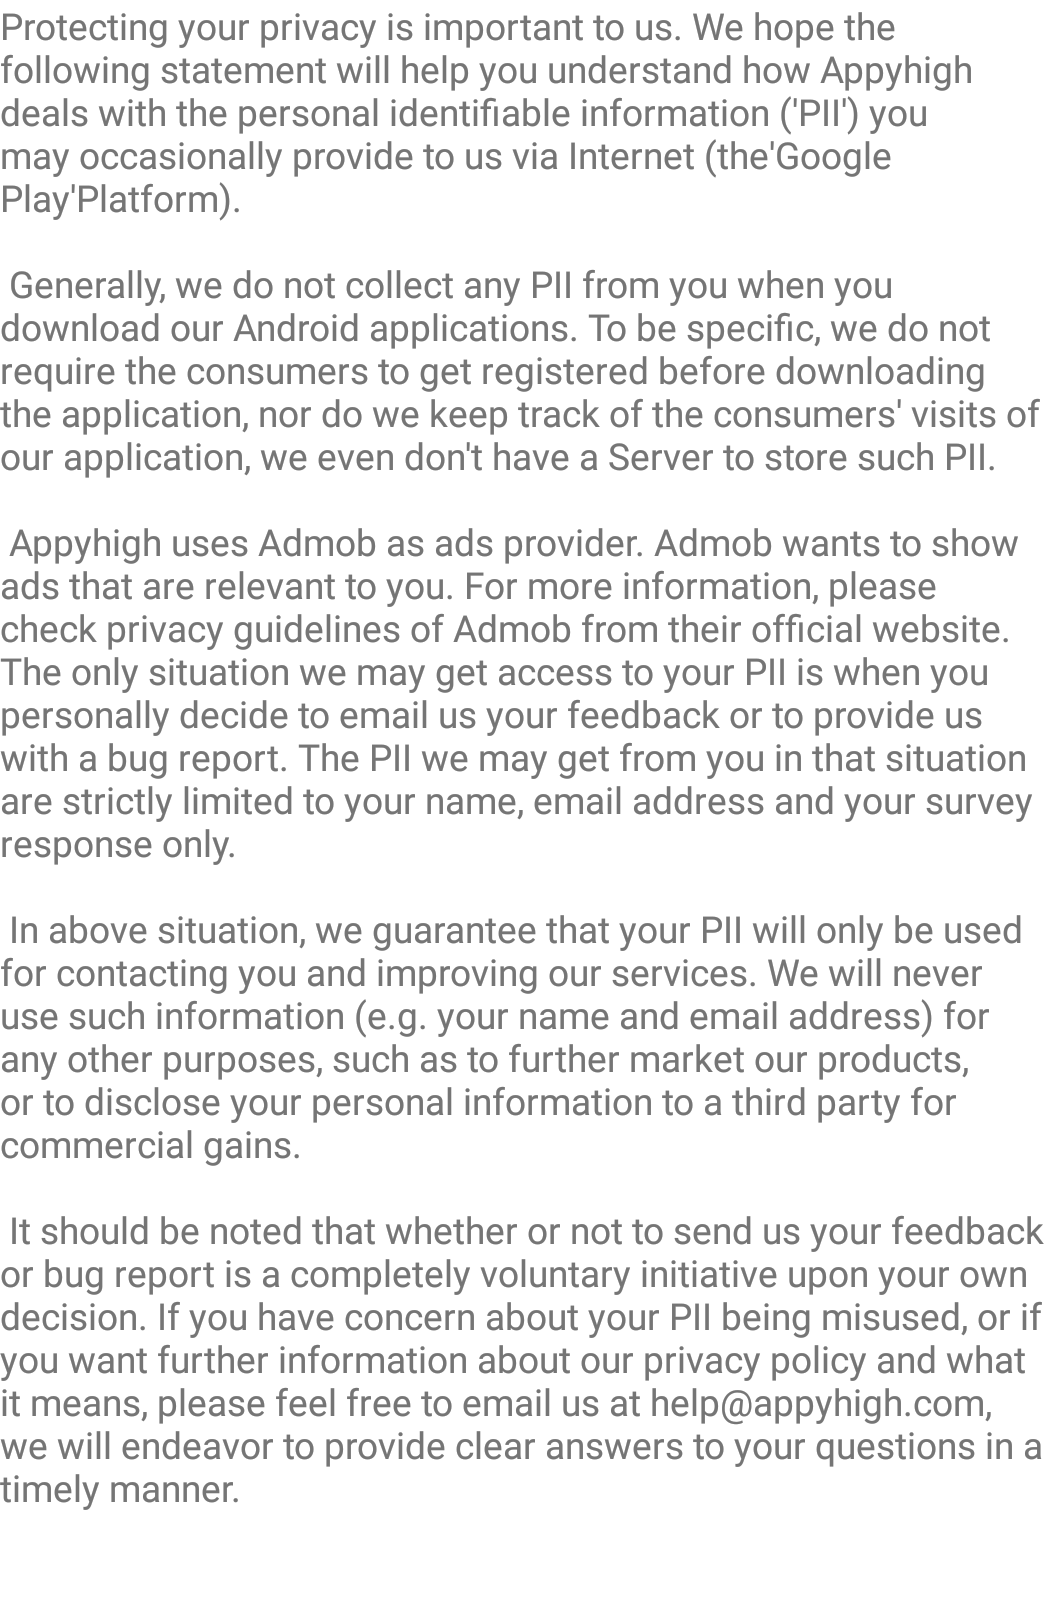 Protecting your privacy is important to us. We hope the
following statement will help you understand how Appyhigh
deals with the personal identifiable information ('PII') you
may occasionally provide to us via Internet (the'Google
Play'Platform).
Generally, we do not collect any PII from you when you
download our Android applications. To be specific, we do not
require the consumers to get registered before downloading
the application, nor do we keep track of the consumers' visits of
our application, we even don't have a Server to store such PII.
Appyhigh uses Admob as ads provider. Admob wants to show
ads that are relevant to you. For more information, please
check privacy guidelines of Admob from their official website.
The only situation we may get access to your PII is when you
personally decide to email us your feedback or to provide us
with a bug report. The PII we may get from you in that situation
are strictly limited to your name, email address and your survey
response only.
In above situation, we guarantee that your PII will only be used
for contacting you and improving our services. We will never
use such information (e.g. your name and email address) for
any other purposes, such as to further market our products,
or to disclose your personal information to a third party for
commercial gains.
It should be noted that whether or not to send us your feedback
or bug report is a completely voluntary initiative upon your own
decision. If you have concern about your PII being misused, or if
you want further information about our privacy policy and what
it means, please feel free to email us at help@appyhigh.com,
we will endeavor to provide clear answers to your questions in a
timely manner.